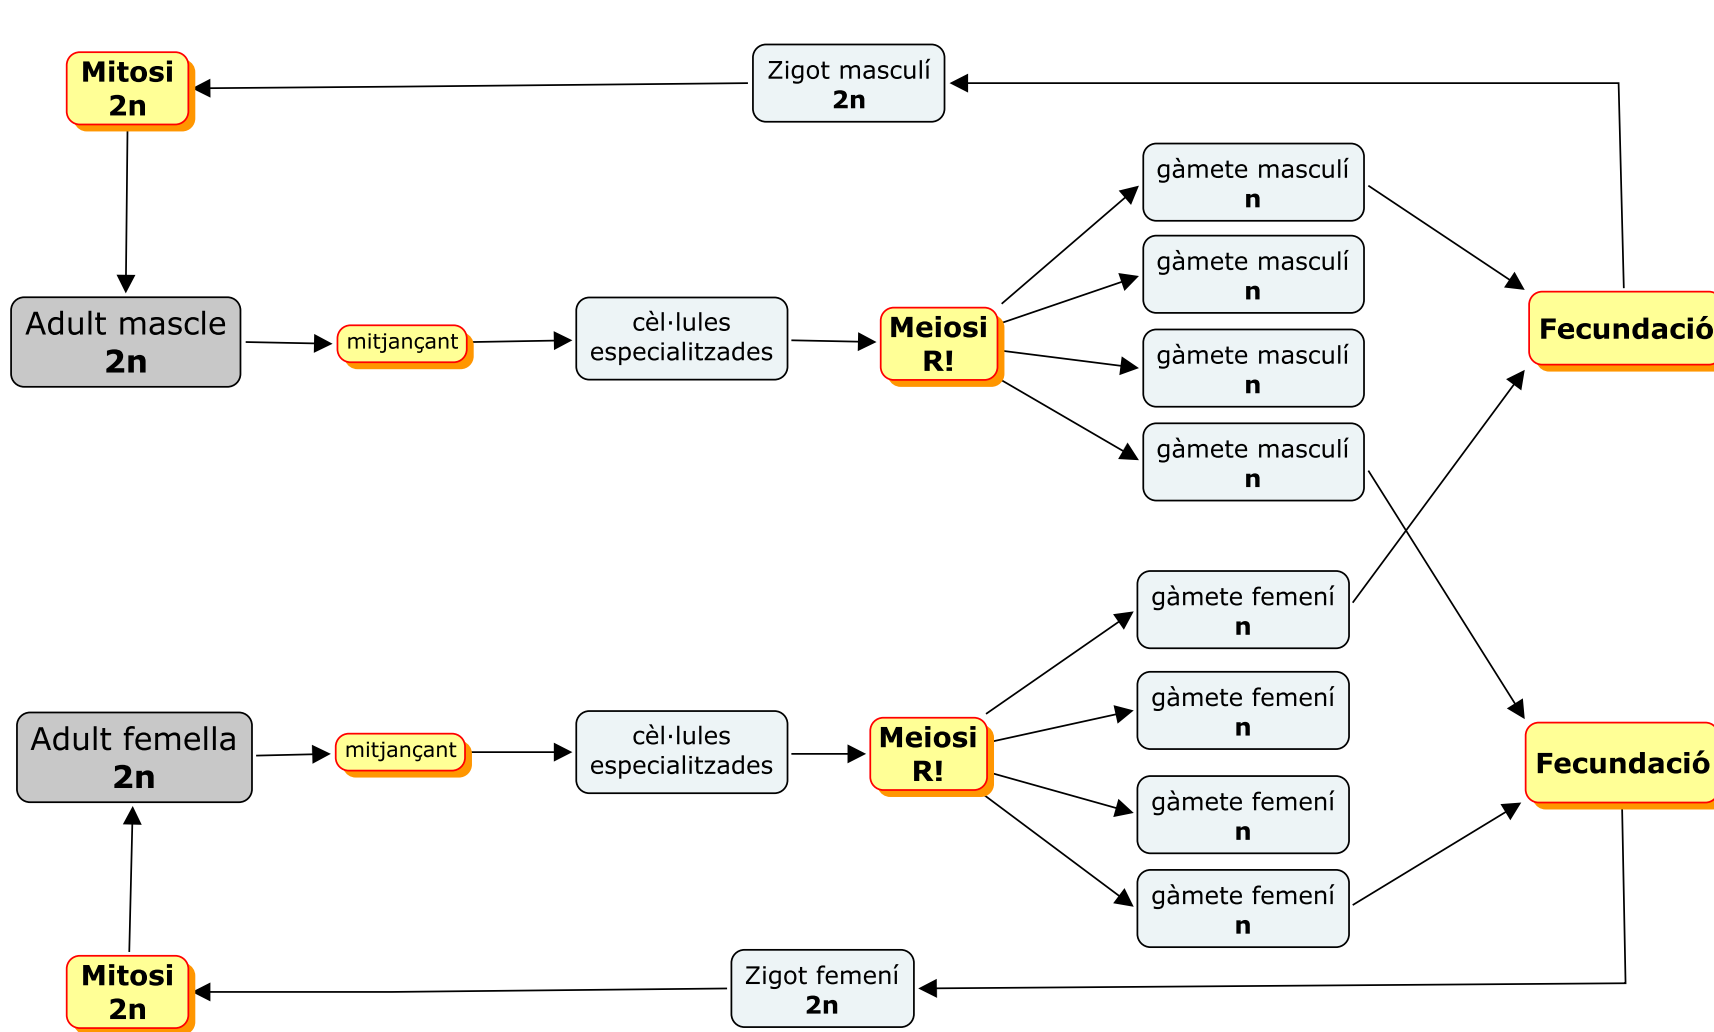 Mitosi
2n
Zigot masculí
2n
gàmete masculí
n
gàmete masculí
n
Adult mascle
2n
mitjançant
cèl·lules
especialitzades
Meiosi
R!
Fecundació
gàmete masculí
n
gàmete masculí
n
gàmete femení
n
gàmete femení
n
Adult femella
2n
mitjançant
cèl·lules
especialitzades
Meiosi
R!
Fecundació
gàmete femení
n
gàmete femení
n
Mitosi
2n
Zigot femení
2n